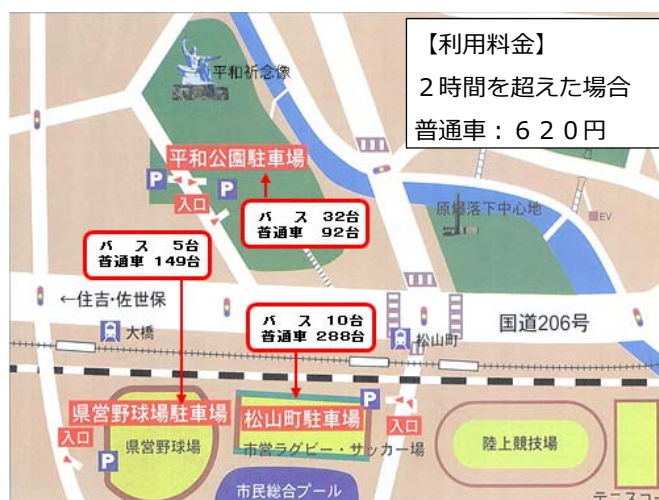 【利用料金】
２時間を超えた場合
普通車：６２０円
平和祈念像
平和公園駐車場
P
P
入口
バス 32台
普通車 92台
原爆落下中心地
EV
バス 5台
普通車 149台
←住吉・佐世保
大橋
バス 10台
普通車 288台
松山町
国道206号
県営野球場駐車場
入口
P
県営野球場
松山町駐車場
P
入口
市営ラグビー・サッカー場
陸上競技場
市民総合プール
テニスコー